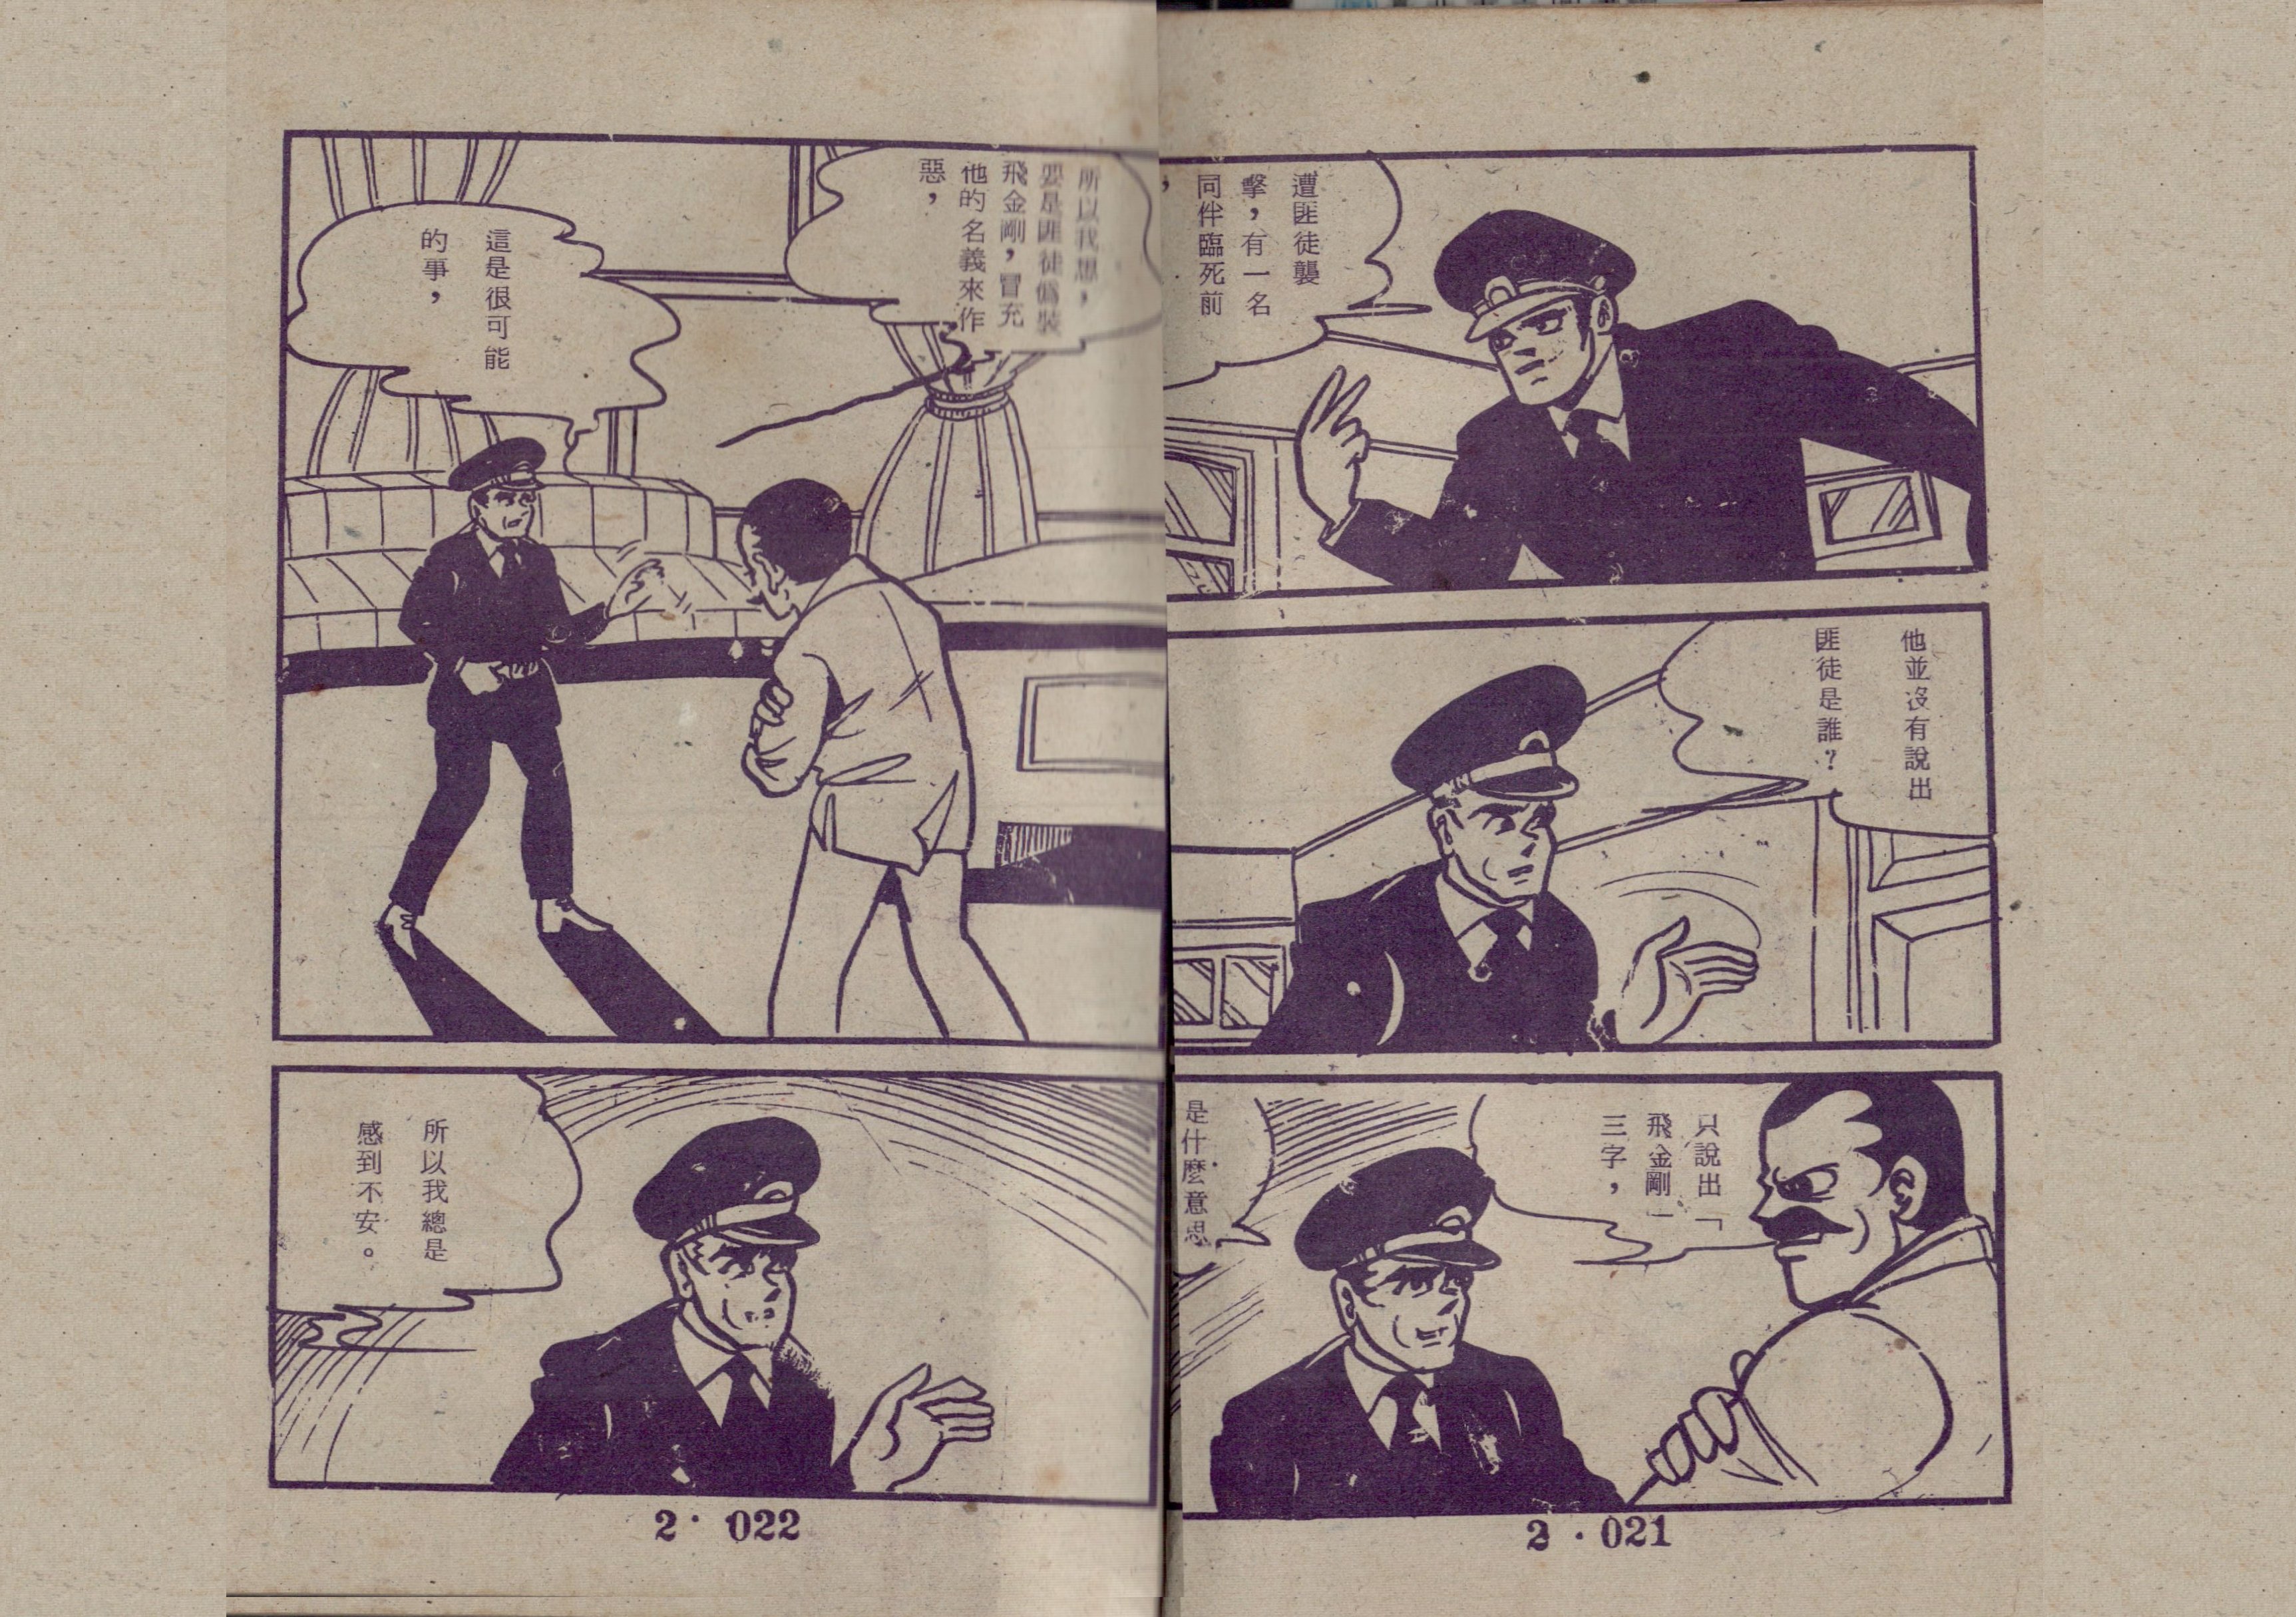 遭匪徒襲
擊，有一名
同伴臨死前
，
他並沒有說出
匪徒是誰？
只說出「
飛金剛」
三字，
是什麼意思
2・021
所以我想，
要是匪徒僞裝
飛金剛，冒充
他的名義來作
惡，
這是很可能
的事，
所以我總是
感到不安。
2・022